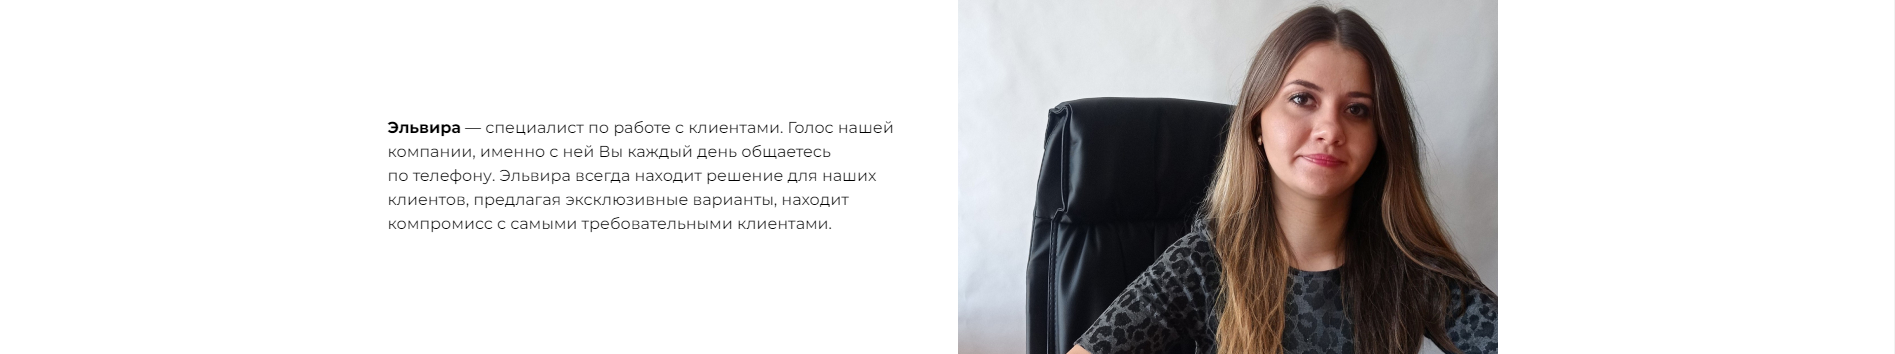 Эльвира — специалист по работе с клиентами. Голос нашей
компании, именно с ней Вы каждый день общаетесь
по телефону. Эльвира всегда находит решение для наших
клиентов, предлагая эксклюзивные варианты, находит
компромисс с самыми требовательными клиентами.